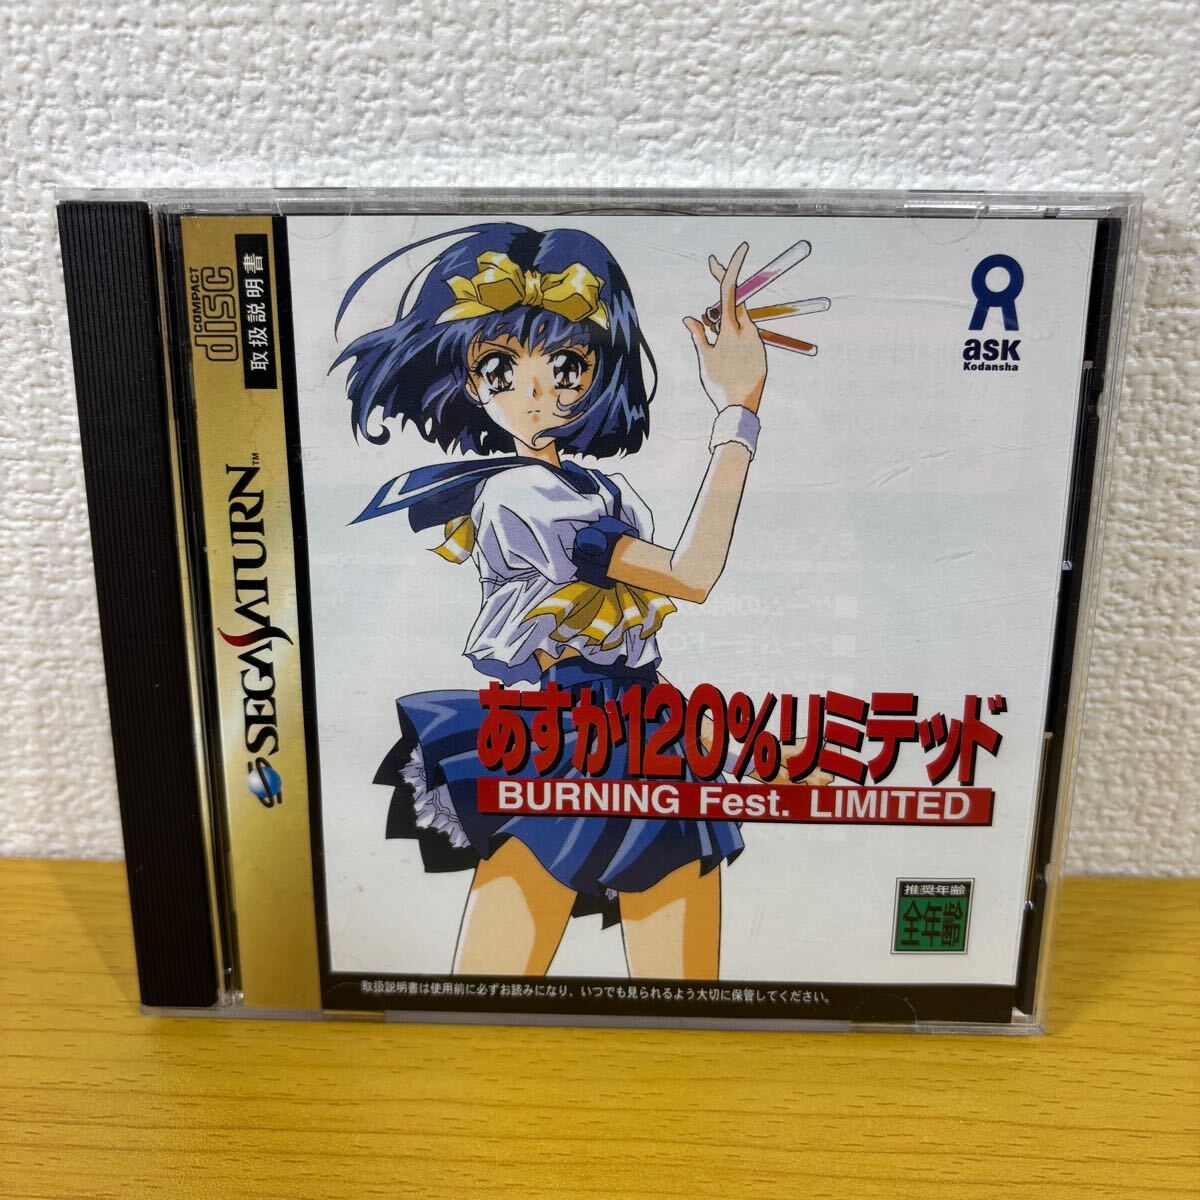 COMPACT
disc
取扱説明書
SEGA SATURN™
ask
Kodansha
あすか120%リミテッド
BURNING Fest. LIMITED
推奨年齢
全年齢
取扱説明書は使用前に必ずお読みになり、いつでも見られるよう大切に保管してください。